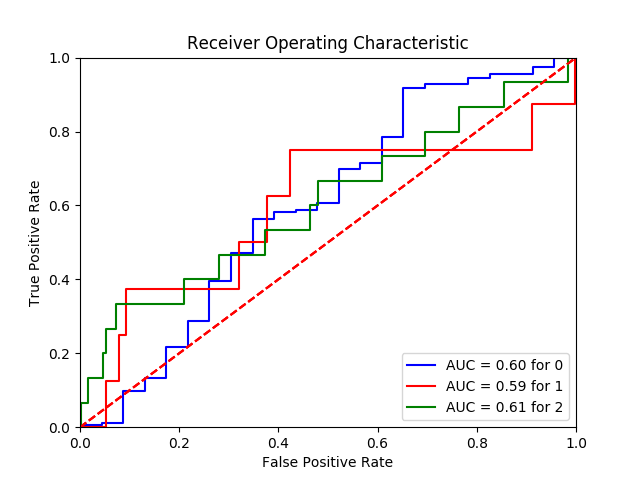 Receiver Operating Characteristic
1.0
0.8
0.6
0.4
0.2
0.0
True Positive Rate
AUC = 0.60 for 0
AUC = 0.59 for 1
AUC = 0.61 for 2
0.0 0.2 0.4 0.6 0.8 1.0
False Positive Rate